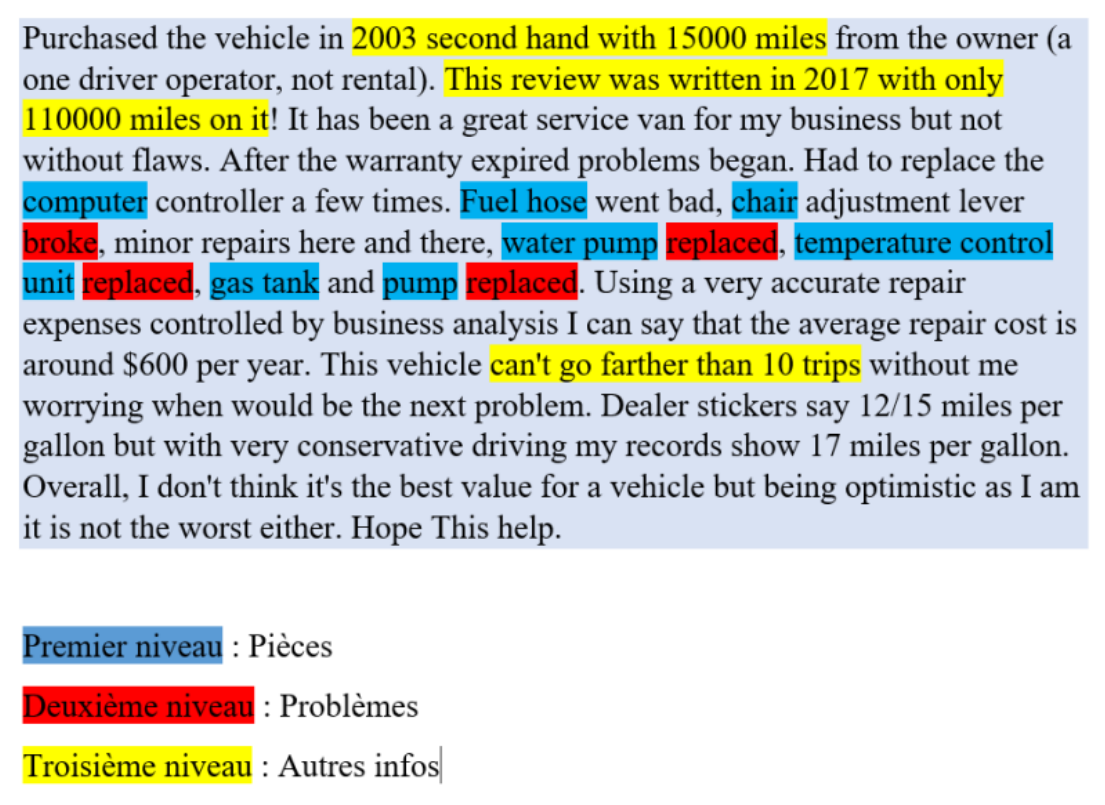 Purchased the vehicle in 2003 second hand with 15000 miles from the owner (a
one driver operator, not rental). This review was written in 2017 with only
110000 miles on it! It has been a great service van for my business but not
without flaws. After the warranty expired problems began. Had to replace the
computer controller a few times. Fuel hose went bad, chair adjustment lever
broke, minor repairs here and there, water pump replaced, temperature control
unit replaced, gas tank and pump replaced. Using a very accurate repair
expenses controlled by business analysis I can say that the average repair cost is
around $600 per year. This vehicle can't go farther than 10 trips without me
worrying when would be the next problem. Dealer stickers say 12/15 miles per
gallon but with very conservative driving my records show 17 miles per gallon.
Overall, I don't think it's the best value for a vehicle but being optimistic as I am
it is not the worst either. Hope This help.
Premier niveau : Pièces
Deuxième niveau : Problèmes
Troisième niveau : Autres infos